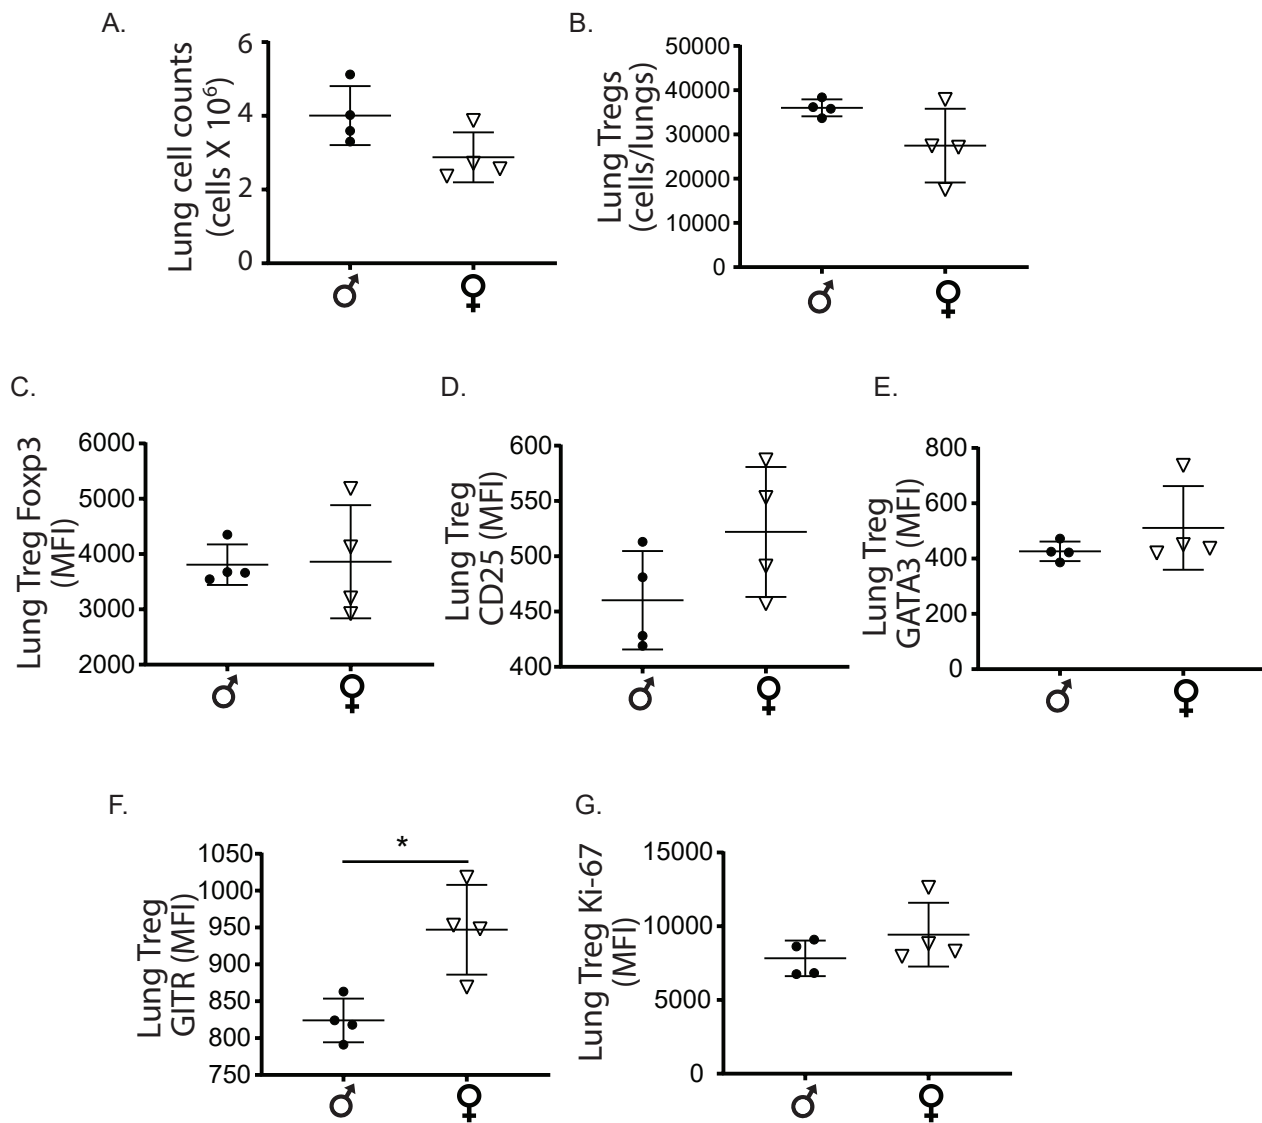 A.
Lung cell counts
(cells X 10⁶)
6
4
2
0
♂ ♀
B.
Lung Tregs
(cells/lungs)
50000
40000
30000
20000
10000
0
♂ ♀
C.
Lung Treg Foxp3
(MFI)
6000
5000
4000
3000
2000
♂ ♀
D.
Lung Treg
CD25 (MFI)
600
550
500
450
400
♂ ♀
E.
Lung Treg
GATA3 (MFI)
800
600
400
200
0
♂ ♀
F.
Lung Treg
GITR (MFI)
1050
1000
950
900
850
800
750
*
♂ ♀
G.
Lung Treg Ki-67
(MFI)
15000
10000
5000
0
♂ ♀